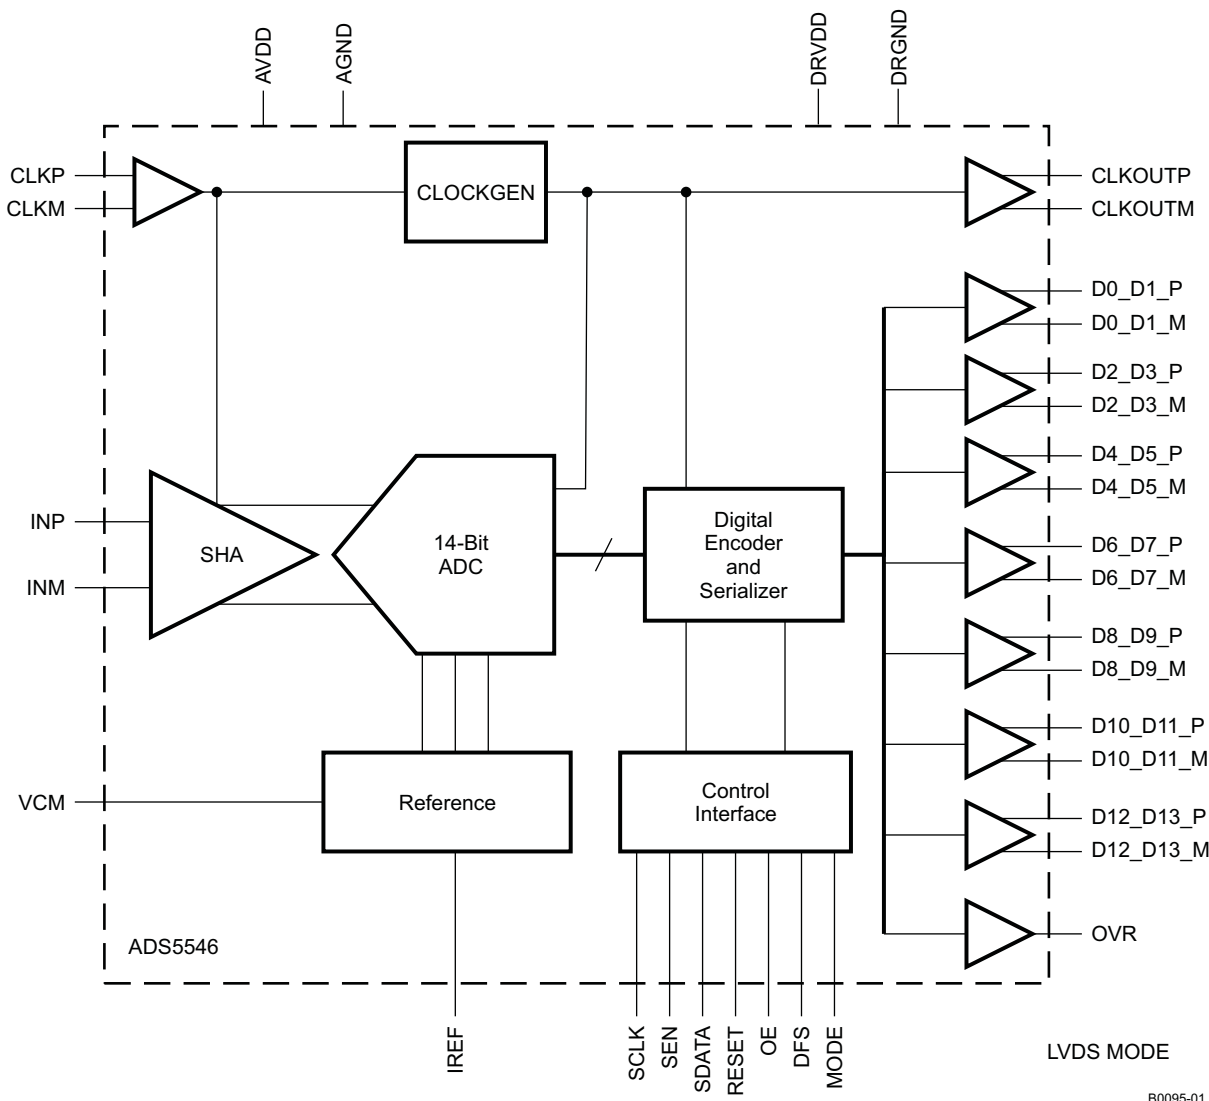 AVDD
AGND
DRVDD
DRGND
CLKP
CLKM
CLOCKGEN
CLKOUTP
CLKOUTM
D0_D1_P
D0_D1_M
D2_D3_P
D2_D3_M
D4_D5_P
D4_D5_M
INP
INM
SHA
14-Bit
ADC
Digital
Encoder
and
Serializer
D6_D7_P
D6_D7_M
D8_D9_P
D8_D9_M
D10_D11_P
D10_D11_M
VCM
Reference
Control
Interface
D12_D13_P
D12_D13_M
OVR
ADS5546
IREF
SCLK
SEN
SDATA
RESET
OE
DFS
MODE
LVDS MODE
B0095-01